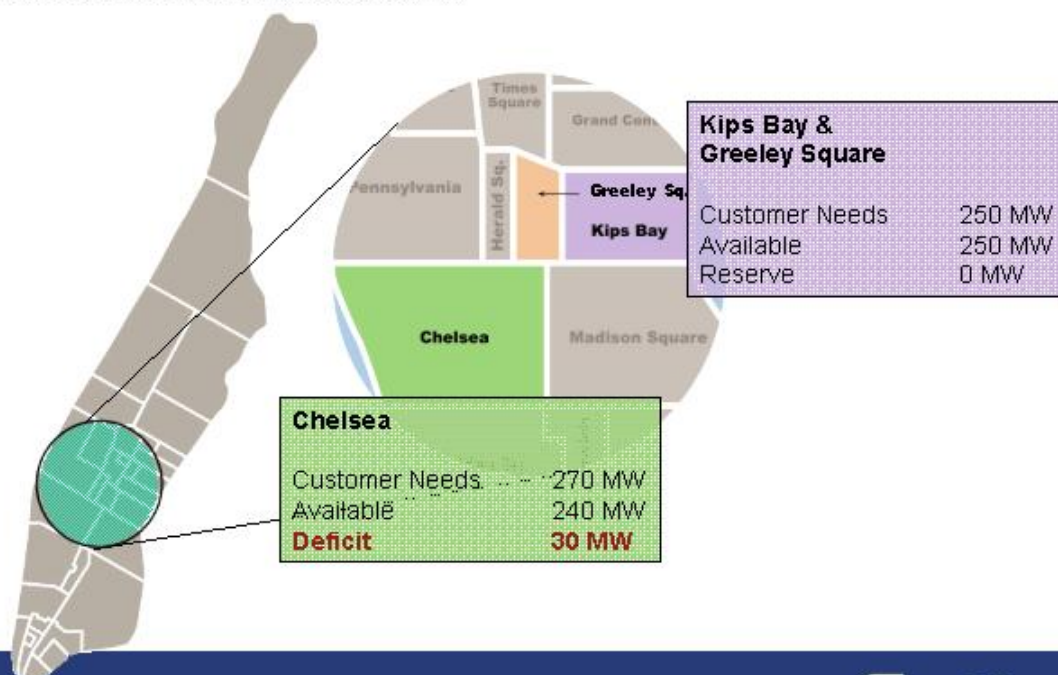 Times
Square
Grand Cen
Pennsylvania
Herald Sq.
Greeley Sq.
Kips Bay
Chelsea
Madison Square
Kips Bay &
Greeley Square
Customer Needs 250 MW
Available 250 MW
Reserve 0 MW
Chelsea
Customer Needs 270 MW
Available 240 MW
Deficit 30 MW